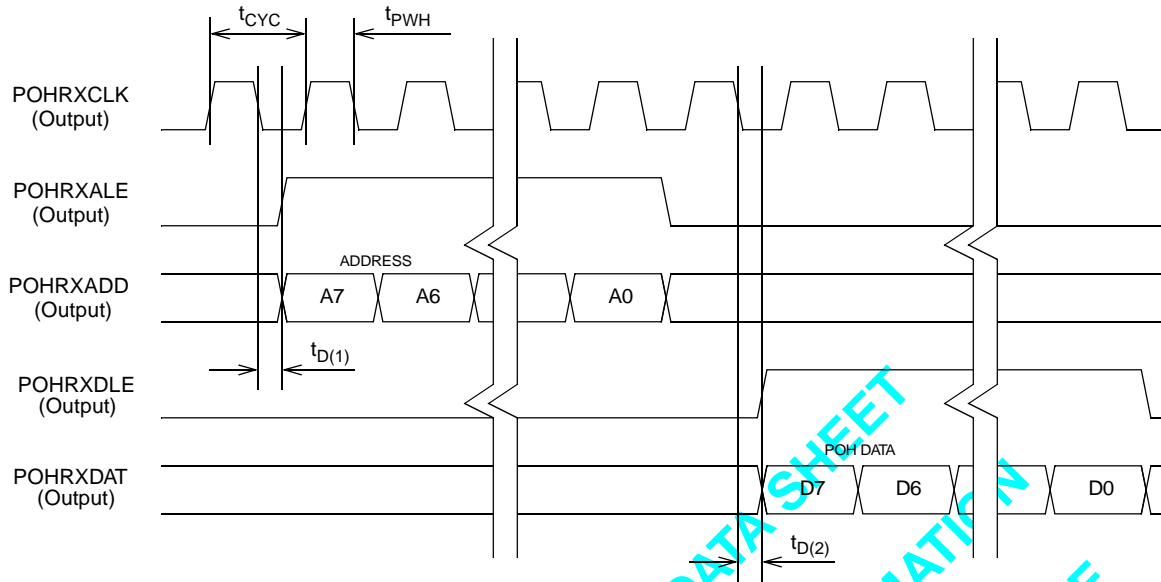 tCYC
tPWH
POHRXCLK
(Output)
POHRXALE
(Output)
ADDRESS
POHRXADD
(Output)
A7
A6
A0
tD(1)
POHRXDLE
(Output)
POH DATA
POHRXDAT
(Output)
D7
D6
D0
tD(2)
DATA SHEET